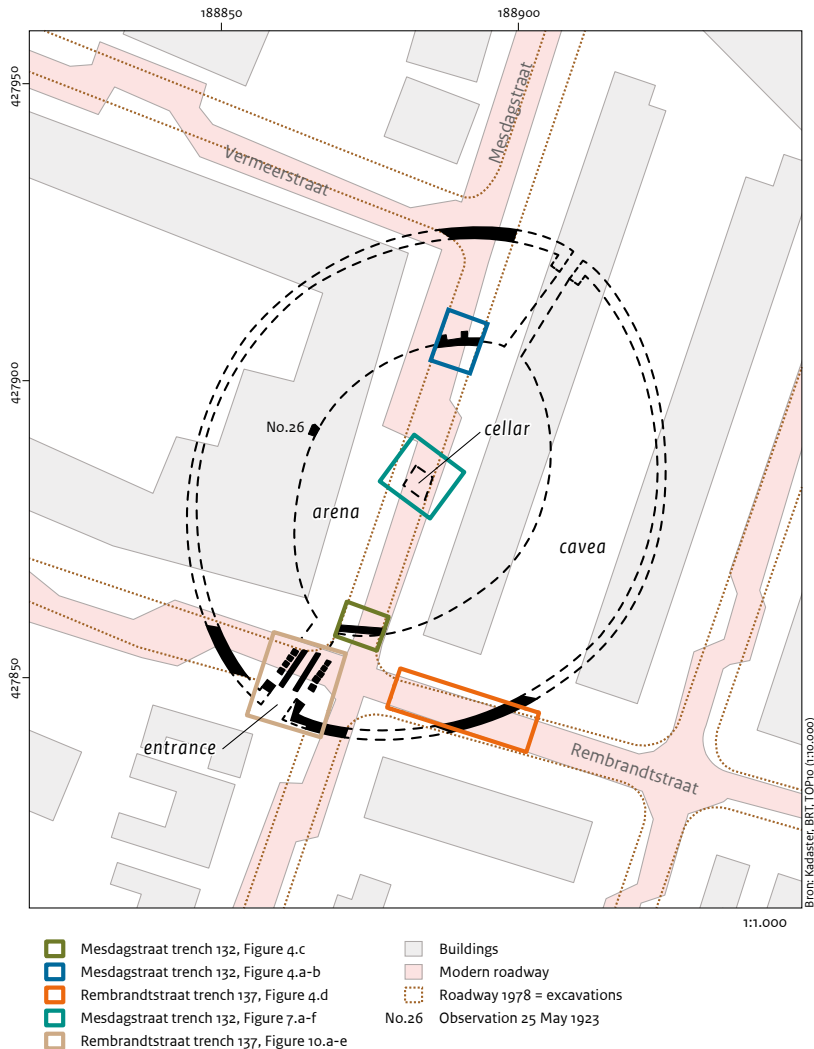 188850
188900
427950
Mesdagstraat
Vermeerstraat
427900
No.26
cellar
arena
cavea
427850
entrance
Rembrandtstraat
Bron: Kadaster, BRT, TOP10 (1:10.000)
1:1.000
Mesdagstraat trench 132, Figure 4.c
Mesdagstraat trench 132, Figure 4.a-b
Rembrandtstraat trench 137, Figure 4.d
Mesdagstraat trench 132, Figure 7.a-f
Rembrandtstraat trench 137, Figure 10.a-e
Buildings
Modern roadway
Roadway 1978 = excavations
No.26 Observation 25 May 1923